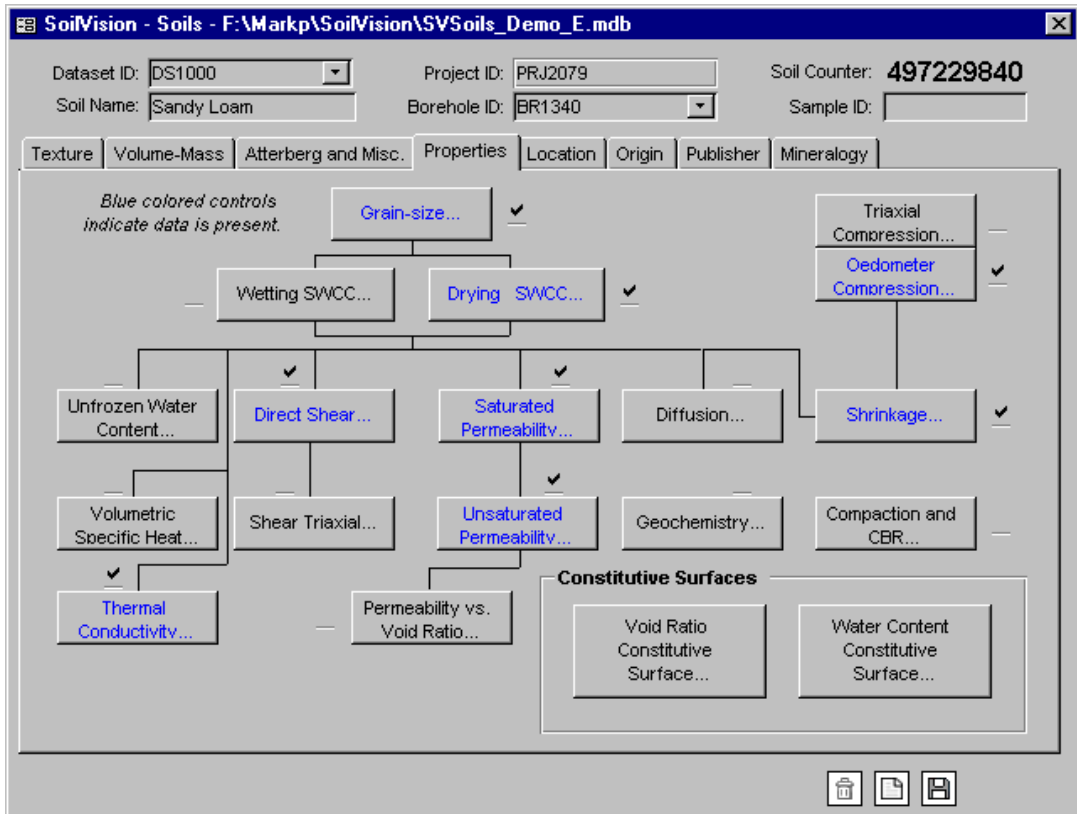 SoilVision - Soils - F:\Markp\SoilVision\SVSoils_Demo_E.mdb
Dataset ID: DS1000 Project ID: PRJ2079 Soil Counter: 497229840
Soil Name: Sandy Loam Borehole ID: BR1340 Sample ID:
Texture Volume-Mass Atterberg and Misc. Properties Location Origin Publisher Mineralogy
Blue colored controls
indicate data is present.
Grain-size...
Triaxial
Compression...
Wetting SWCC...
Drying SWCC...
Oedometer
Compression...
Unfrozen Water
Content...
Direct Shear...
Saturated
Permeability...
Diffusion...
Shrinkage...
Volumetric
Specific Heat...
Shear Triaxial...
Unsaturated
Permeability...
Geochemistry...
Compaction and
CBR...
Thermal
Conductivity...
Permeability vs.
Void Ratio...
Constitutive Surfaces
Void Ratio
Constitutive
Surface...
Water Content
Constitutive
Surface...